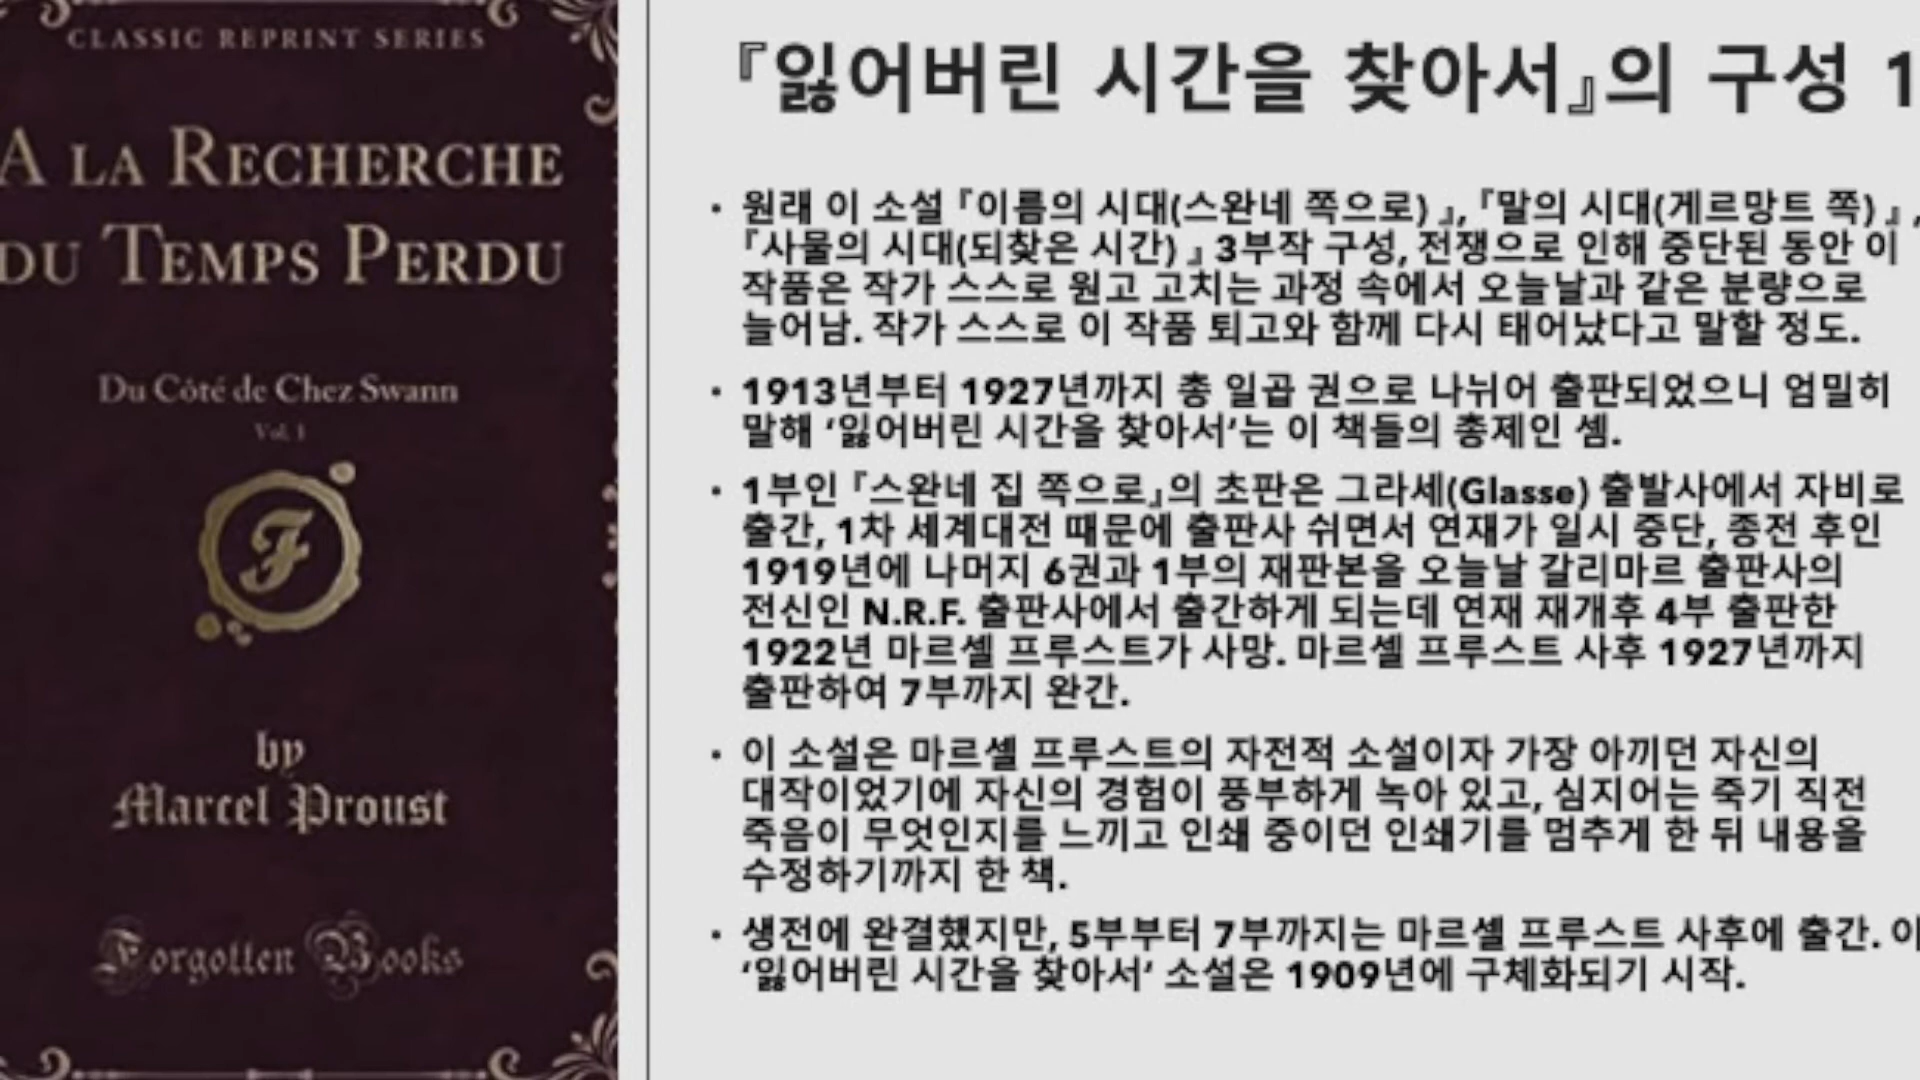 CLASSIC REPRINT SERIES
A LA RECHERCHE
DU TEMPS PERDU
Du Côté de Chez Swann
Vol. 1
F
by
Marcel Proust
Forgotten Books
『잃어버린 시간을 찾아서』의 구성 1
• 원래 이 소설 『이름의 시대(스완네 쪽으로) 』, 『말의 시대(게르망트 쪽) 』,
『사물의 시대(되찾은 시간) 』 3부작 구성, 전쟁으로 인해 중단된 동안 이
작품은 작가 스스로 원고 고치는 과정 속에서 오늘날과 같은 분량으로
늘어남. 작가 스스로 이 작품 퇴고와 함께 다시 태어났다고 말할 정도.
• 1913년부터 1927년까지 총 일곱 권으로 나뉘어 출판되었으니 엄밀히
말해 ‘잃어버린 시간을 찾아서’는 이 책들의 총제인 셈.
• 1부인 『스완네 집 쪽으로』의 초판은 그라세(Glasse) 출발사에서 자비로
출간, 1차 세계대전 때문에 출판사 쉬면서 연재가 일시 중단, 종전 후인
1919년에 나머지 6권과 1부의 재판본을 오늘날 갈리마르 출판사의
전신인 N.R.F. 출판사에서 출간하게 되는데 연재 재개후 4부 출판한
1922년 마르셀 프루스트가 사망. 마르셀 프루스트 사후 1927년까지
출판하여 7부까지 완간.
• 이 소설은 마르셀 프루스트의 자전적 소설이자 가장 아끼던 자신의
대작이었기에 자신의 경험이 풍부하게 녹아 있고, 심지어는 죽기 직전
죽음이 무엇인지를 느끼고 인쇄 중이던 인쇄기를 멈추게 한 뒤 내용을
수정하기까지 한 책.
• 생전에 완결했지만, 5부부터 7부까지는 마르셀 프루스트 사후에 출간. 이
‘잃어버린 시간을 찾아서’ 소설은 1909년에 구체화되기 시작.